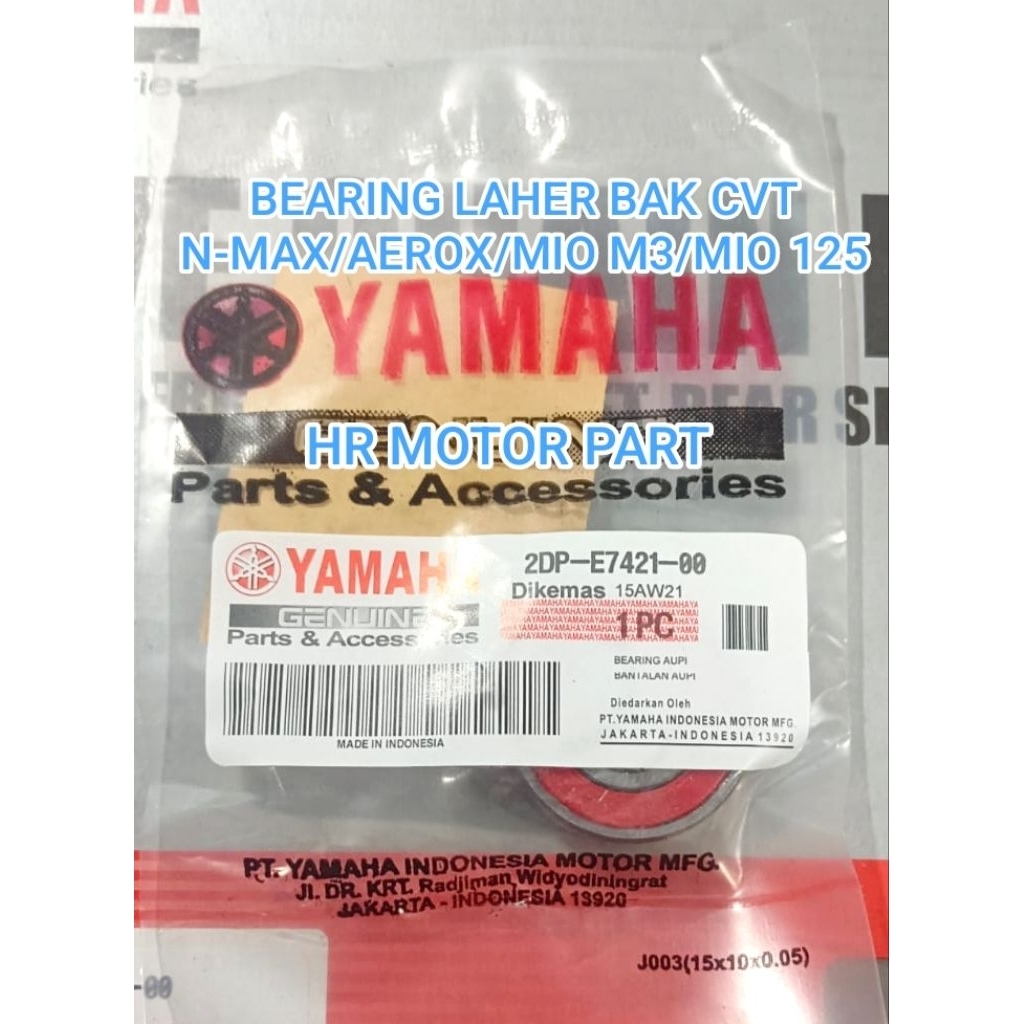 ries
BEARING LAHER BAK CVT
N-MAX/AEROX/MIO M3/MIO 125
YAMAHA
HR MOTOR PART
Parts & Accessories
YAMAHA
GENUINE
Parts & Accessories
2DP-E7421-00
Dikemas 15AW21
1 PC
BEARING AUPI
BANTALAN AUPI
Diedarkan Oleh
PT.YAMAHA INDONESIA MOTOR MFG.
JAKARTA-INDONESIA 13920
MADE IN INDONESIA
PT. YAMAHA INDONESIA MOTOR MFG.
Jl. DR. KRT. Radjiman Widyodiningrat
JAKARTA - INDONESIA 13920
J003(15x10x0.05)
-00